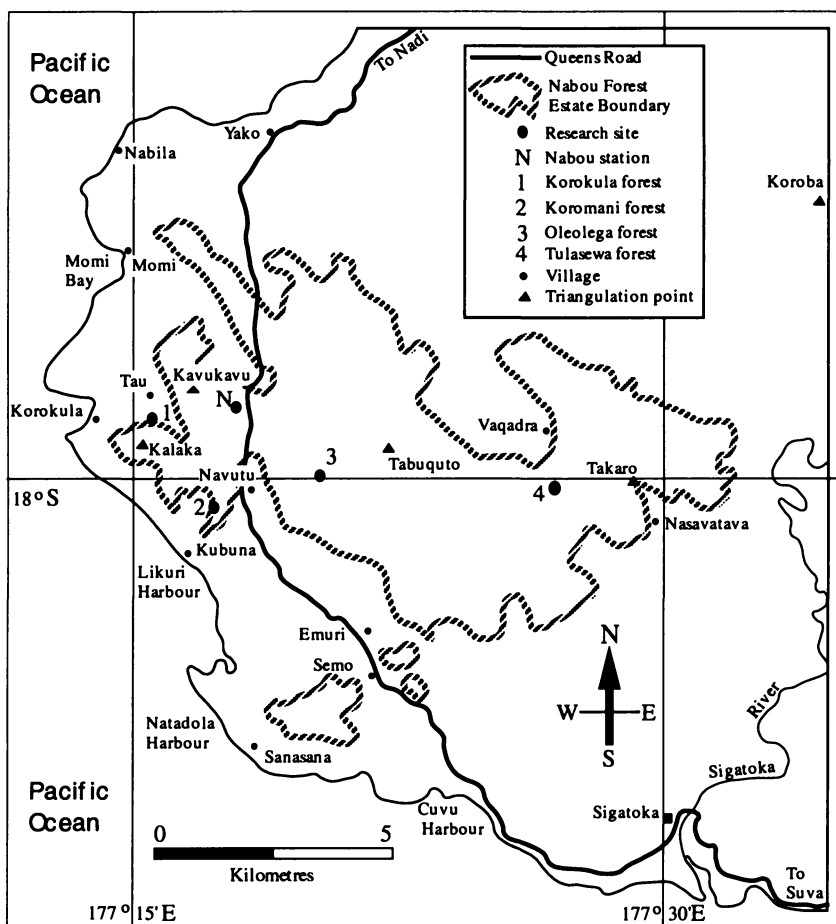 Pacific
Ocean
To Nadi
Queens Road
Nabou Forest
Estate Boundary
Research site
N Nabou station
1 Korokula forest
2 Koromani forest
3 Oleolega forest
4 Tulasewa forest
Village
Triangulation point
Yako
Nabila
Koroba
Momi
Bay
Momi
Tau
Kavukavu
N
Korokula
1
Kalaka
Vaqadra
Tabuquto
Navutu
3
Takaro
18° S
4
2
Nasavatava
Kubuna
Likuri
Harbour
Emuri
N
Semo
W E
S
Natadola
Harbour
River
Sanasana
Sigatoka
Pacific
Ocean
Cuvu
Harbour
Sigatoka
0 5
Kilometres
To
Suva
177° 15' E
177° 30' E